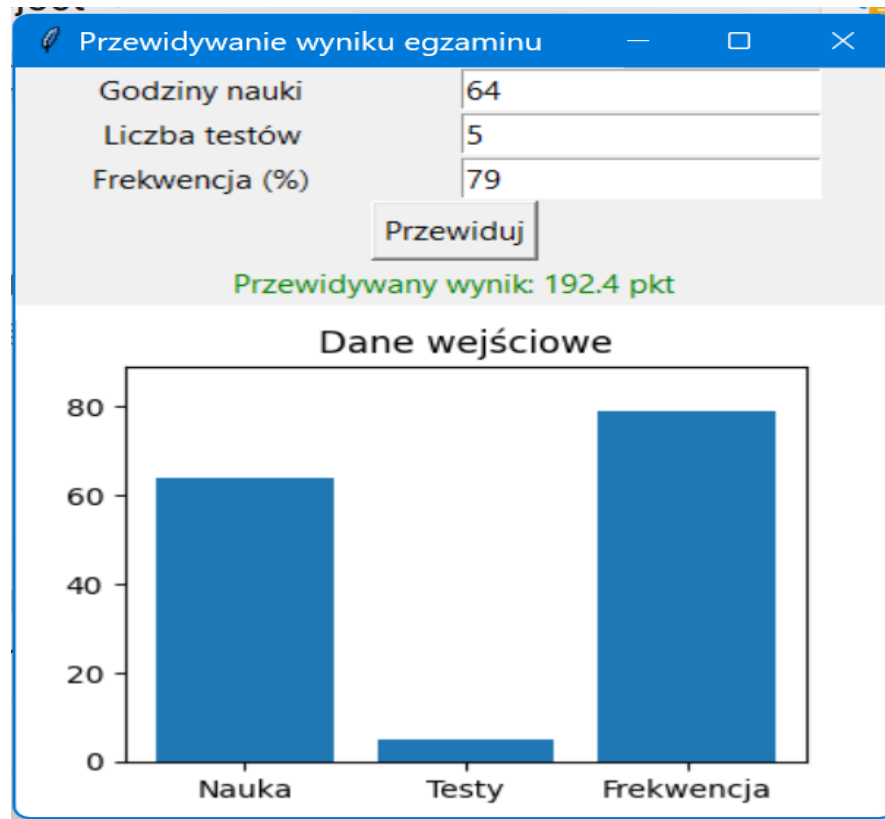 Przewidywanie wyniku egzaminu
Godziny nauki 64
Liczba testów 5
Frekwencja (%) 79
Przewiduj
Przewidywany wynik: 192.4 pkt
Dane wejściowe
80
60
40
20
0
Nauka Testy Frekwencja